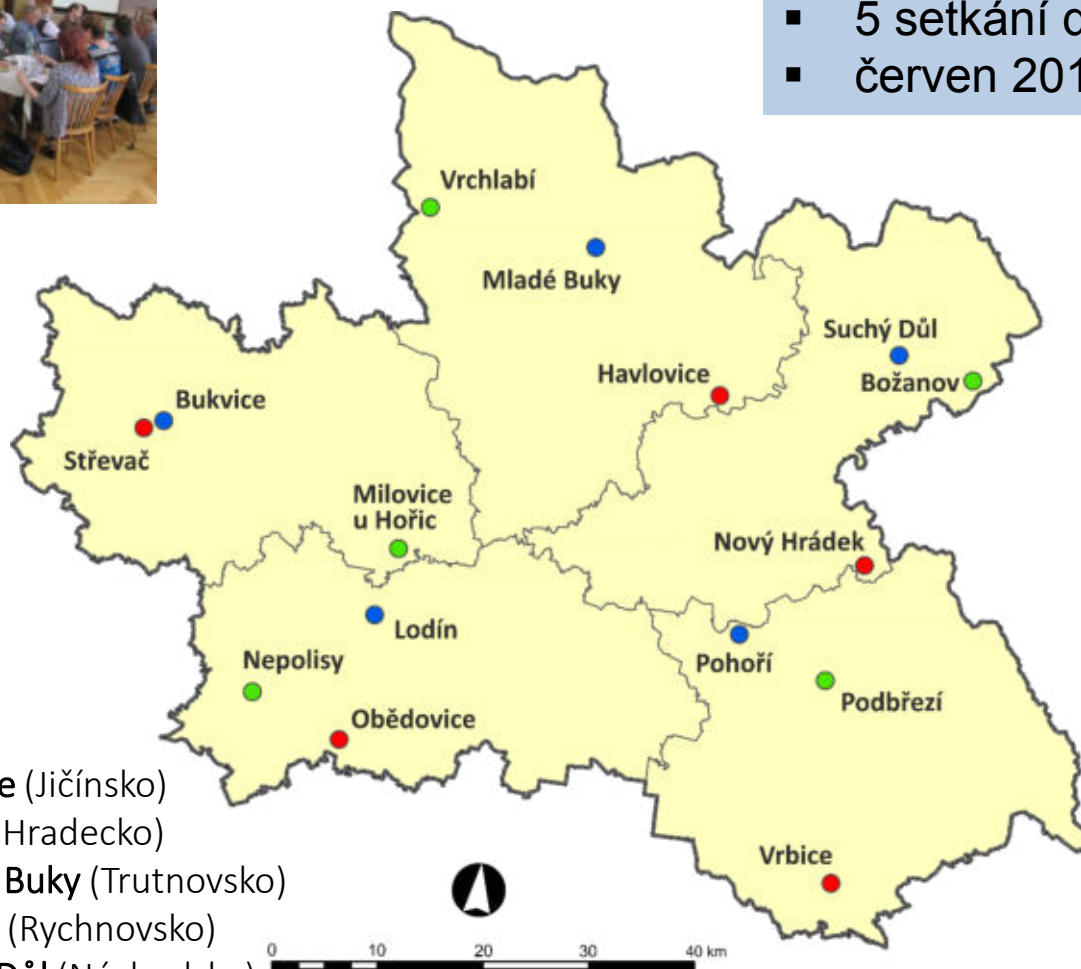 ▪ 5 setkání
▪ červen 201
Vrchlabí
Mladé Buky
Suchý Důl
Havlovice
Božanov
Bukvice
Střevač
Milovice
u Hořic
Nový Hrádek
Lodín
Pohoří
Nepolisy
Podbřezí
Obědovice
(Jičínsko)
Hradecko)
Vrbice
Buky (Trutnovsko)
(Rychnovsko)
0 10 20 30 40 km